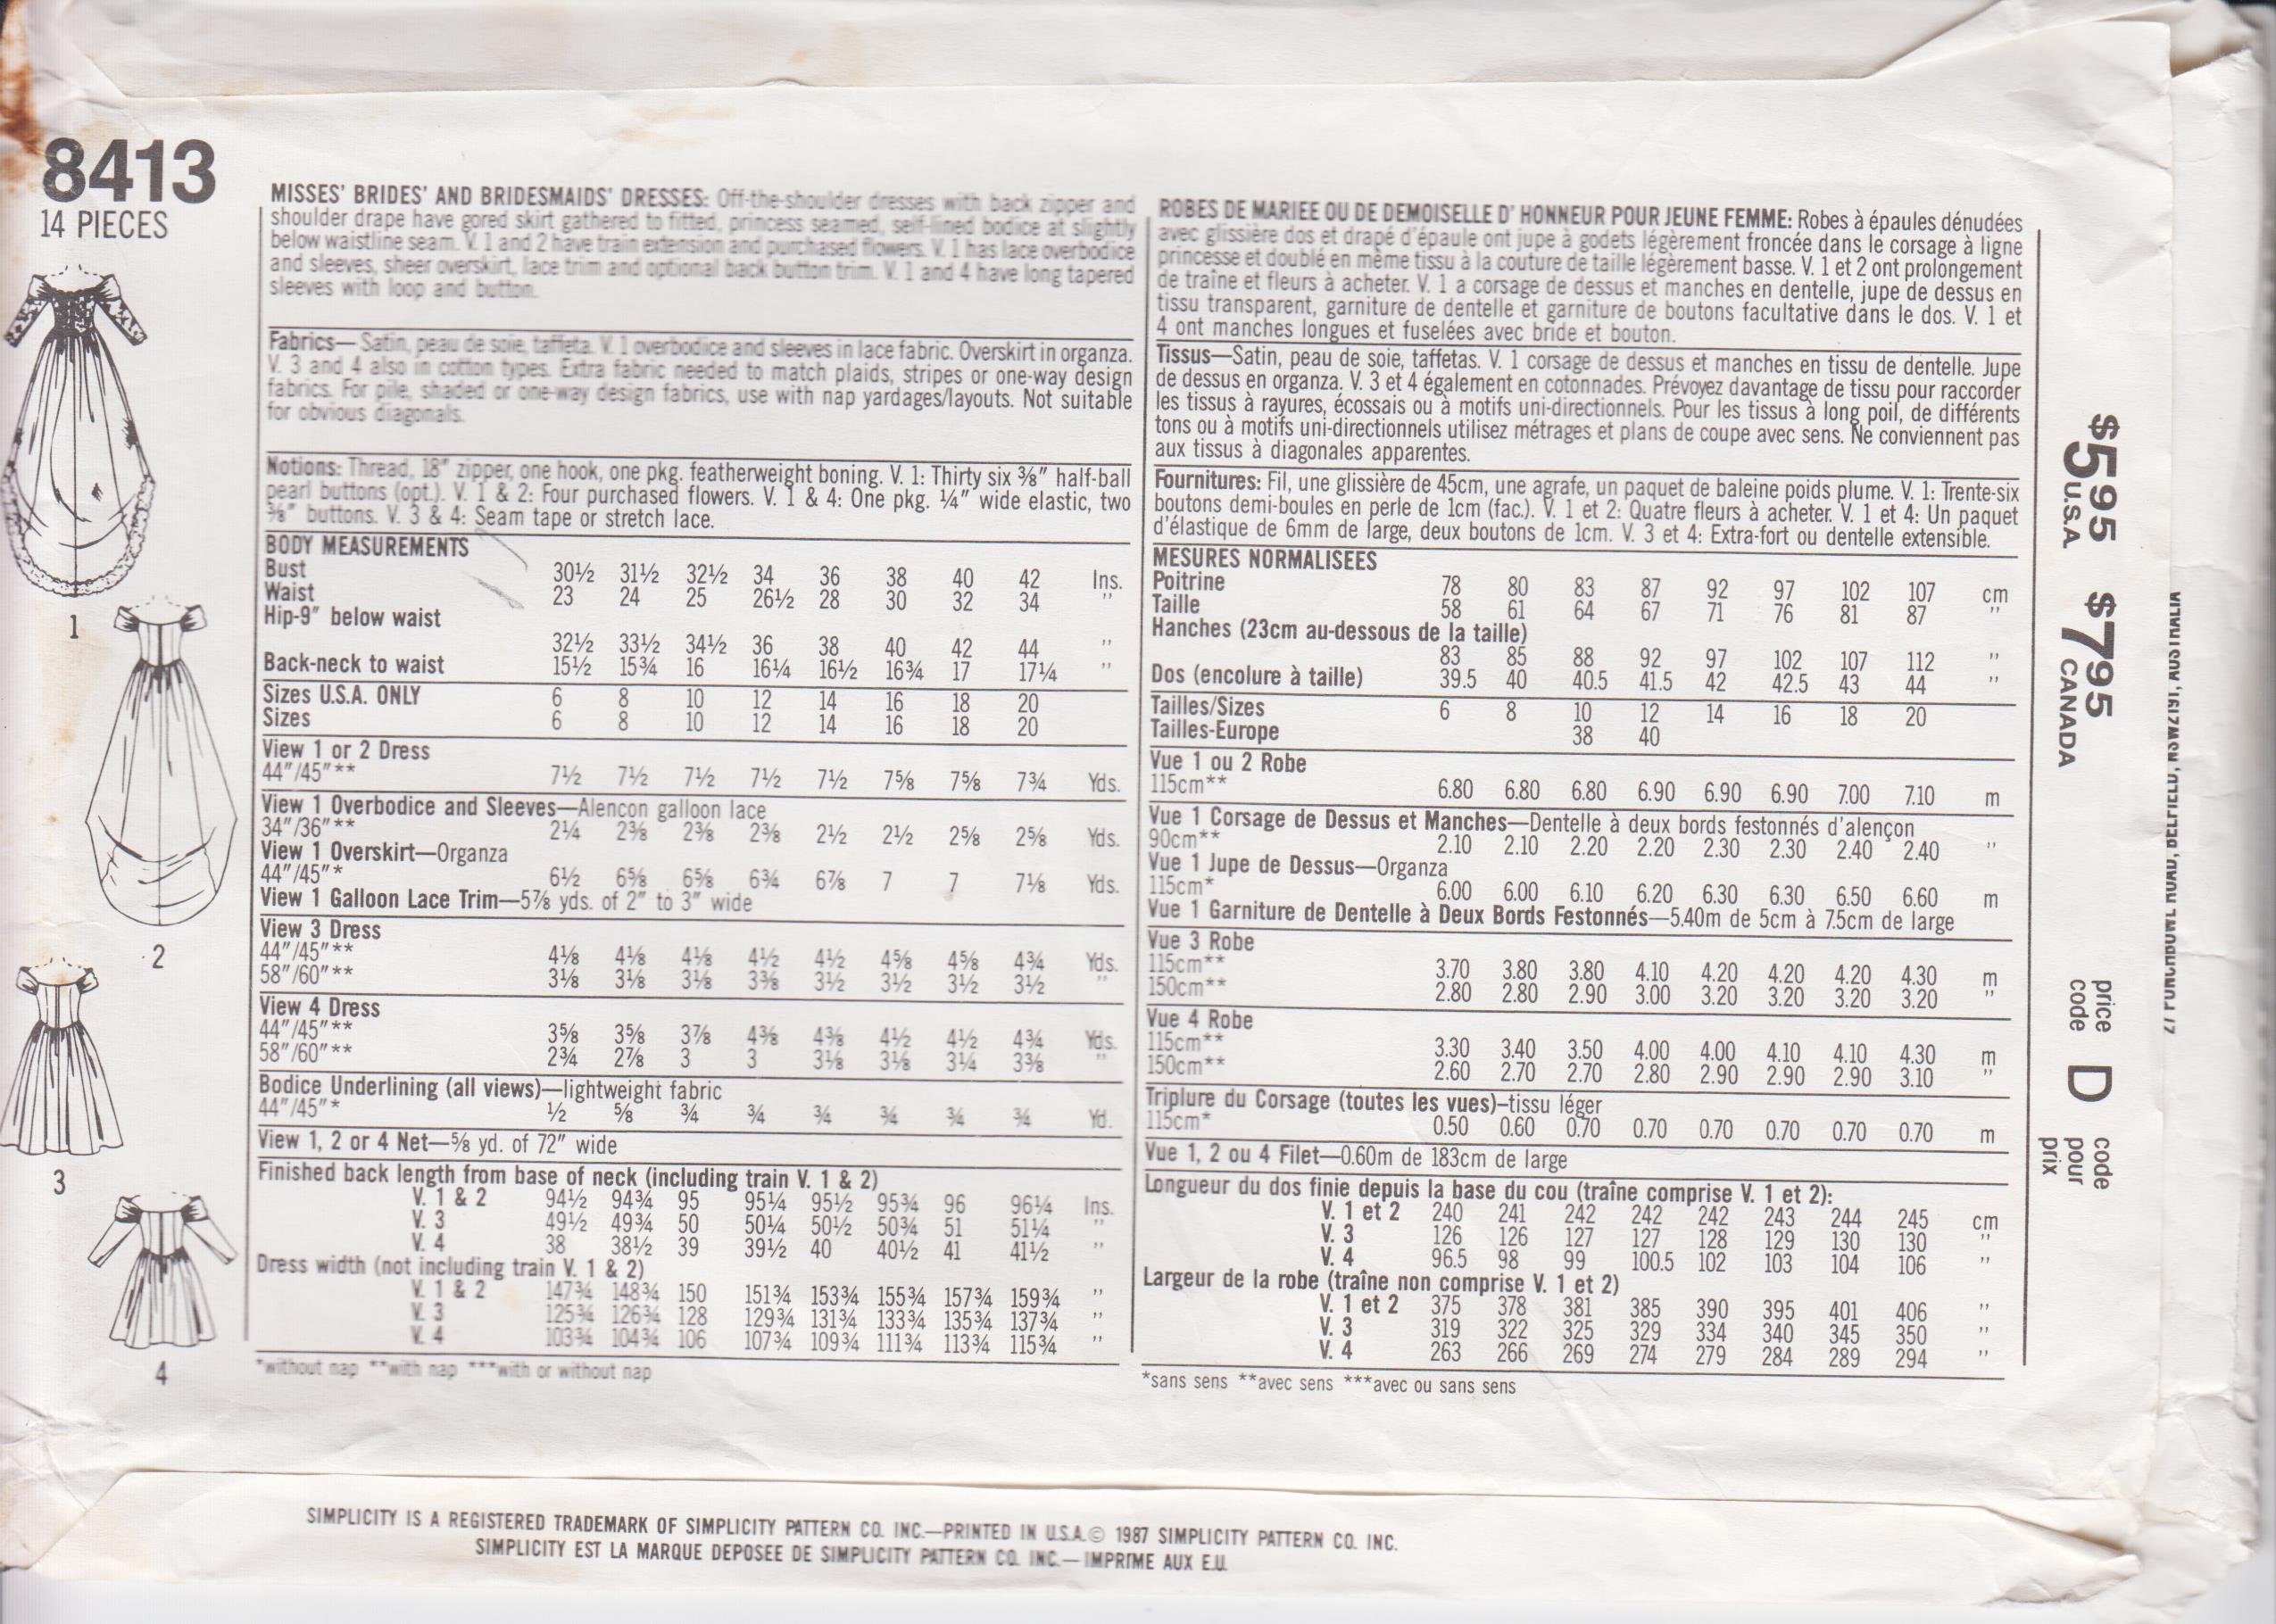 8413
14 PIECES
1
2
3
4
MISSES' BRIDES' AND BRIDESMAIDS' DRESSES: Off-the-shoulder dresses with back zipper and
shoulder drape have gored skirt gathered to fitted, princess seamed, self-lined bodice at slightly
below waistline seam. V. 1 and 2 have train extension and purchased flowers. V. 1 has lace overbodice
and sleeves, sheer overskirt, lace trim and optional back button trim. V. 1 and 4 have long tapered
sleeves with loop and button.
Fabrics— Satin, peau de soie, taffeta. V. 1 overbodice and sleeves in lace fabric. Overskirt in organza.
V. 3 and 4 also in cotton types. Extra fabric needed to match plaids, stripes or one-way design
fabrics. For pile, shaded or one-way design fabrics, use with nap yardages/layouts. Not suitable
for obvious diagonals.
Notions: Thread, 18" zipper, one hook, one pkg. featherweight boning. V. 1: Thirty six ⅜" half-ball
pearl buttons (opt.). V. 1 & 2: Four purchased flowers. V. 1 & 4: One pkg. ¼" wide elastic, two
⅜" buttons. V. 3 & 4: Seam tape or stretch lace.
BODY MEASUREMENTS
Bust 30½ 31½ 32½ 34 36 38 40 42 Ins.
Waist 23 24 25 26½ 28 30 32 34 "
Hip-9" below waist
32½ 33½ 34½ 36 38 40 42 44 "
Back-neck to waist 15½ 15¾ 16 16¼ 16½ 16¾ 17 17¼ "
Sizes U.S.A. ONLY 6 8 10 12 14 16 18 20
Sizes 6 8 10 12 14 16 18 20
View 1 or 2 Dress
44"/45"** 7½ 7½ 7½ 7½ 7½ 7⅝ 7⅝ 7¾ Yds.
View 1 Overbodice and Sleeves—Alencon galloon lace
34"/36"** 2¼ 2⅜ 2⅜ 2⅜ 2½ 2½ 2⅝ 2⅝ Yds.
View 1 Overskirt—Organza
44"/45"* 6½ 6⅝ 6⅝ 6¾ 6⅞ 7 7 7⅛ Yds.
View 1 Galloon Lace Trim—5⅞ yds. of 2" to 3" wide
View 3 Dress
44"/45"** 4⅛ 4⅛ 4⅛ 4½ 4½ 4⅝ 4⅝ 4¾ Yds.
58"/60"** 3⅛ 3⅛ 3⅛ 3⅜ 3½ 3½ 3½ 3½ "
View 4 Dress
44"/45"** 3⅝ 3⅝ 3⅞ 4⅜ 4⅜ 4½ 4½ 4¾ Yds.
58"/60"** 2¾ 2⅞ 3 3 3⅛ 3⅛ 3¼ 3⅜ "
Bodice Underlining (all views)—lightweight fabric
44"/45"* ½ ⅝ ¾ ¾ ¾ ¾ ¾ ¾ Yd.
View 1, 2 or 4 Net—⅝ yd. of 72" wide
Finished back length from base of neck (including train V. 1 & 2)
V. 1 & 2 94½ 94¾ 95 95¼ 95½ 95¾ 96 96¼ Ins.
V. 3 49½ 49¾ 50 50¼ 50½ 50¾ 51 51¼ "
V. 4 38 38½ 39 39½ 40 40½ 41 41½ "
Dress width (not including train V. 1 & 2)
V. 1 & 2 147¾ 148¾ 150 151¾ 153¾ 155¾ 157¾ 159¾ "
V. 3 125¾ 126¾ 128 129¾ 131¾ 133¾ 135¾ 137¾ "
V. 4 103¾ 104¾ 106 107¾ 109¾ 111¾ 113¾ 115¾ "
*without nap **with nap ***with or without nap
ROBES DE MARIEE OU DE DEMOISELLE D' HONNEUR POUR JEUNE FEMME: Robes à épaules dénudées
avec glissière dos et drapé d'épaule ont jupe à godets légèrement froncée dans le corsage à ligne
princesse et doublé en même tissu à la couture de taille légèrement basse. V. 1 et 2 ont prolongement
de traîne et fleurs à acheter. V. 1 a corsage de dessus et manches en dentelle, jupe de dessus en
tissu transparent, garniture de dentelle et garniture de boutons facultative dans le dos. V. 1 et
4 ont manches longues et fuselées avec bride et bouton.
Tissus—Satin, peau de soie, taffetas. V. 1 corsage de dessus et manches en tissu de dentelle. Jupe
de dessus en organza. V. 3 et 4 également en cotonnades. Prévoyez davantage de tissu pour raccorder
les tissus à rayures, écossais ou à motifs uni-directionnels. Pour les tissus à long poil, de différents
tons ou à motifs uni-directionnels utilisez métrages et plans de coupe avec sens. Ne conviennent pas
aux tissus à diagonales apparentes.
Fournitures: Fil, une glissière de 45cm, une agrafe, un paquet de baleine poids plume. V. 1: Trente-six
boutons demi-boules en perle de 1cm (fac.). V. 1 et 2: Quatre fleurs à acheter. V. 1 et 4: Un paquet
d'élastique de 6mm de large, deux boutons de 1cm. V. 3 et 4: Extra-fort ou dentelle extensible.
MESURES NORMALISEES
Poitrine 78 80 83 87 92 97 102 107 cm
Taille 58 61 64 67 71 76 81 87 "
Hanches (23cm au-dessous de la taille)
83 85 88 92 97 102 107 112 "
Dos (encolure à taille) 39.5 40 40.5 41.5 42 42.5 43 44 "
Tailles/Sizes 6 8 10 12 14 16 18 20
Tailles-Europe 38 40
Vue 1 ou 2 Robe
115cm** 6.80 6.80 6.80 6.90 6.90 6.90 7.00 7.10 m
Vue 1 Corsage de Dessus et Manches—Dentelle à deux bords festonnés d'alençon
90cm** 2.10 2.10 2.20 2.20 2.30 2.30 2.40 2.40 "
Vue 1 Jupe de Dessus—Organza
115cm* 6.00 6.00 6.10 6.20 6.30 6.30 6.50 6.60 m
Vue 1 Garniture de Dentelle à Deux Bords Festonnés—5.40m de 5cm à 7.5cm de large
Vue 3 Robe
115cm** 3.70 3.80 3.80 4.10 4.20 4.20 4.20 4.30 m
150cm** 2.80 2.80 2.90 3.00 3.20 3.20 3.20 3.20 "
Vue 4 Robe
115cm** 3.30 3.40 3.50 4.00 4.00 4.10 4.10 4.30 m
150cm** 2.60 2.70 2.70 2.80 2.90 2.90 2.90 3.10 "
Triplure du Corsage (toutes les vues)–tissu léger
115cm* 0.50 0.60 0.70 0.70 0.70 0.70 0.70 0.70 m
Vue 1, 2 ou 4 Filet—0.60m de 183cm de large
Longueur du dos finie depuis la base du cou (traîne comprise V. 1 et 2):
V. 1 et 2 240 241 242 242 242 243 244 245 cm
V. 3 126 126 127 127 128 129 130 130 "
V. 4 96.5 98 99 100.5 102 103 104 106 "
Largeur de la robe (traîne non comprise V. 1 et 2)
V. 1 et 2 375 378 381 385 390 395 401 406 "
V. 3 319 322 325 329 334 340 345 350 "
V. 4 263 266 269 274 279 284 289 294 "
*sans sens **avec sens ***avec ou sans sens
$5.95 U.S.A. $7.95 CANADA
price code D code pour prix
SIMPLICITY IS A REGISTERED TRADEMARK OF SIMPLICITY PATTERN CO. INC.—PRINTED IN U.S.A.© 1987 SIMPLICITY PATTERN CO. INC.
SIMPLICITY EST LA MARQUE DEPOSEE DE SIMPLICITY PATTERN CO. INC.—IMPRIME AUX E.U.